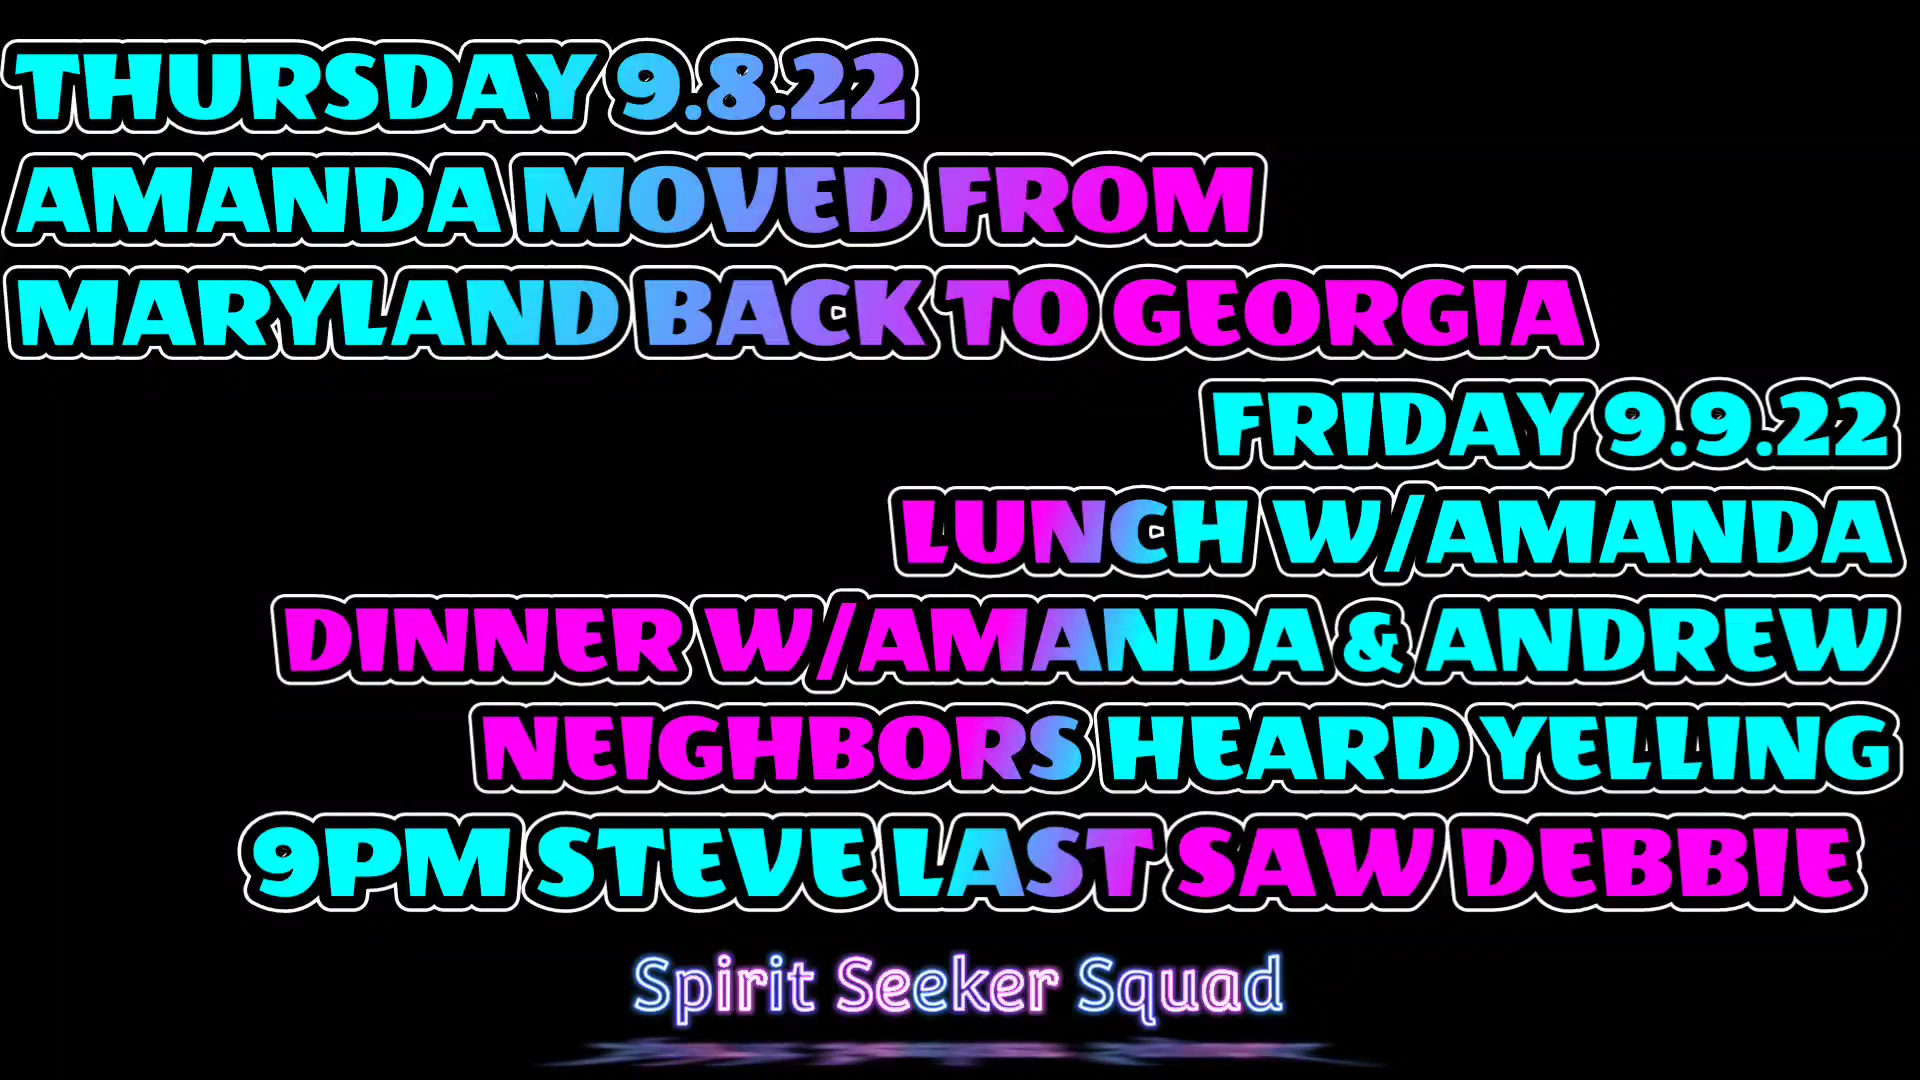 THURSDAY 9.8.22
AMANDA MOVED FROM
MARYLAND BACK TO GEORGIA
FRIDAY 9.9.22
LUNCH W/AMANDA
DINNER W/AMANDA & ANDREW
NEIGHBORS HEARD YELLING
9PM STEVE LAST SAW DEBBIE
Spirit Seeker Squad